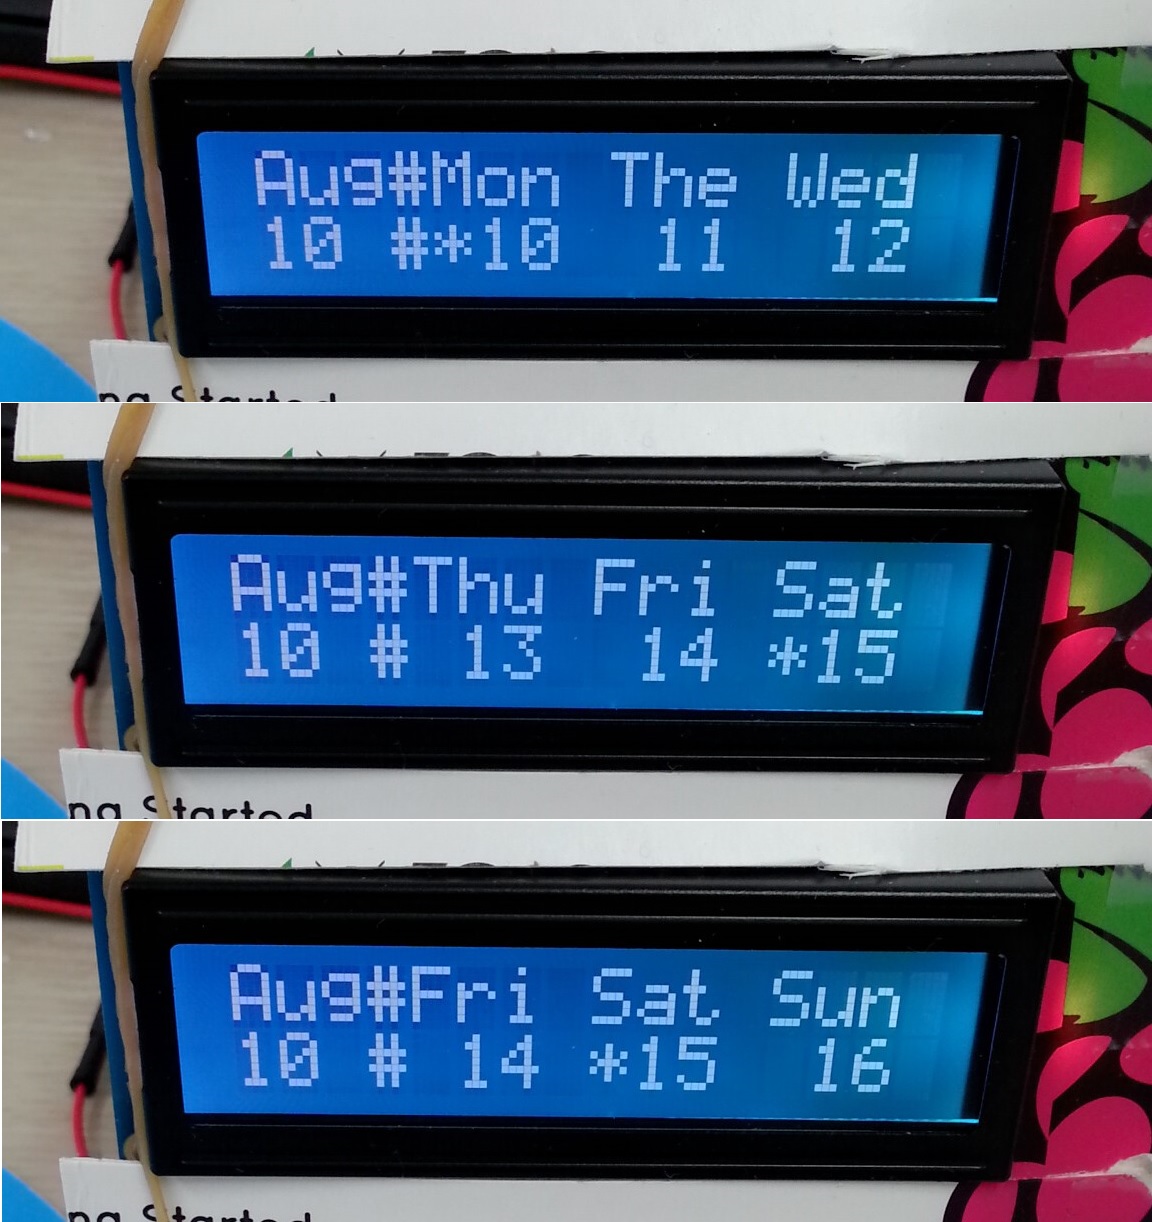 Aug#Mon The Wed
10 #*10 11 12
ng Started
Aug#Thu Fri Sat
10 # 13 14 *15
ng Started
Aug#Fri Sat Sun
10 # 14 *15 16
ng Started